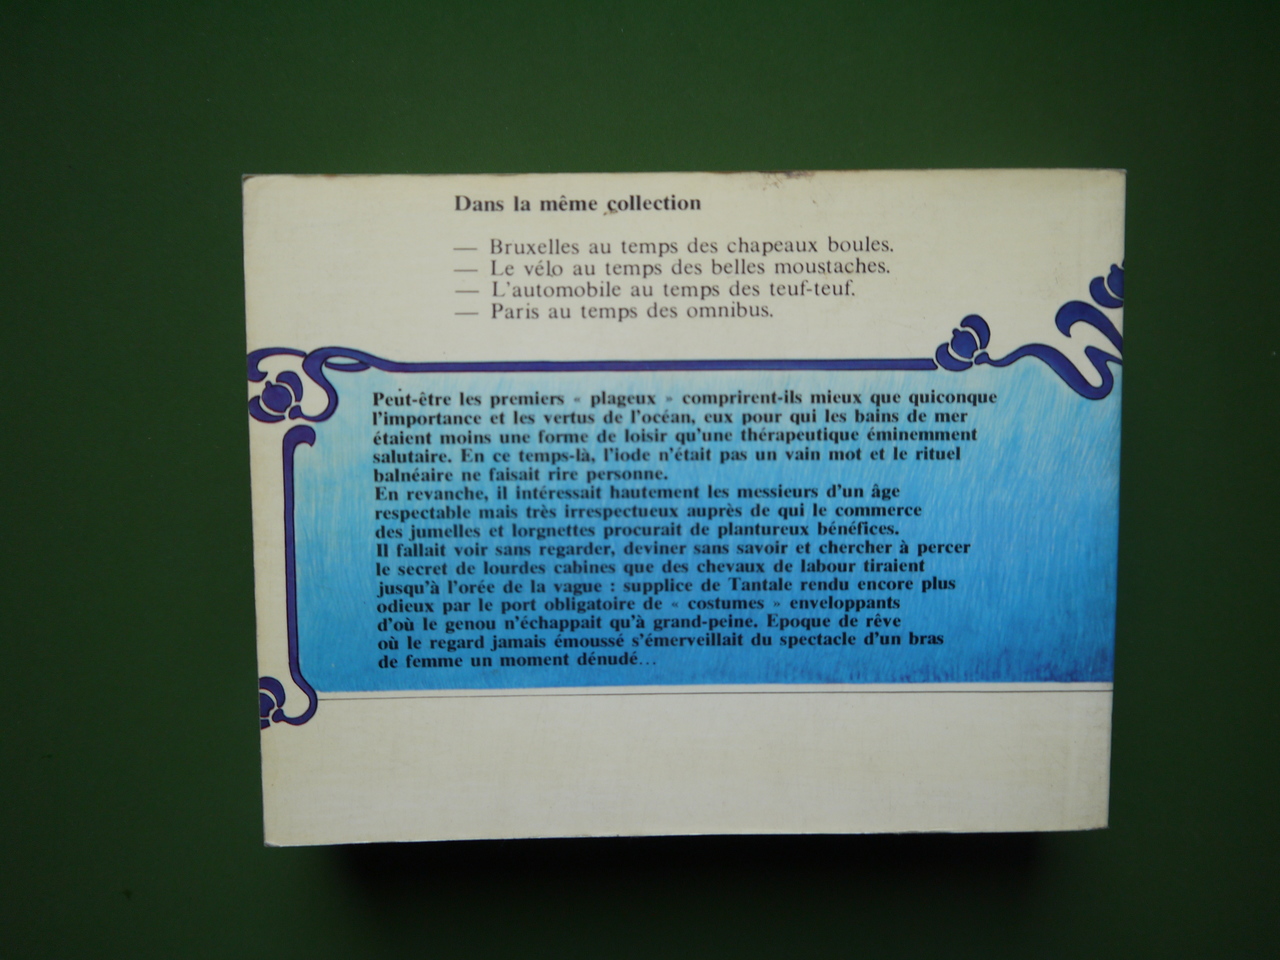 Dans la même collection
— Bruxelles au temps des chapeaux boules.
— Le vélo au temps des belles moustaches.
— L'automobile au temps des teuf-teuf.
— Paris au temps des omnibus.
Peut-être les premiers « plageux » comprirent-ils mieux que quiconque
l'importance et les vertus de l'océan, eux pour qui les bains de mer
étaient moins une forme de loisir qu'une thérapeutique éminemment
salutaire. En ce temps-là, l'iode n'était pas un vain mot et le rituel
balnéaire ne faisait rire personne.
En revanche, il intéressait hautement les messieurs d'un âge
respectable mais très irrespectueux auprès de qui le commerce
des jumelles et lorgnettes procurait de plantureux bénéfices.
Il fallait voir sans regarder, deviner sans savoir et chercher à percer
le secret de lourdes cabines que des chevaux de labour tiraient
jusqu'à l'orée de la vague : supplice de Tantale rendu encore plus
odieux par le port obligatoire de « costumes » enveloppants
d'où le genou n'échappait qu'à grand-peine. Epoque de rêve
où le regard jamais émoussé s'émerveillait du spectacle d'un bras
de femme un moment dénudé...